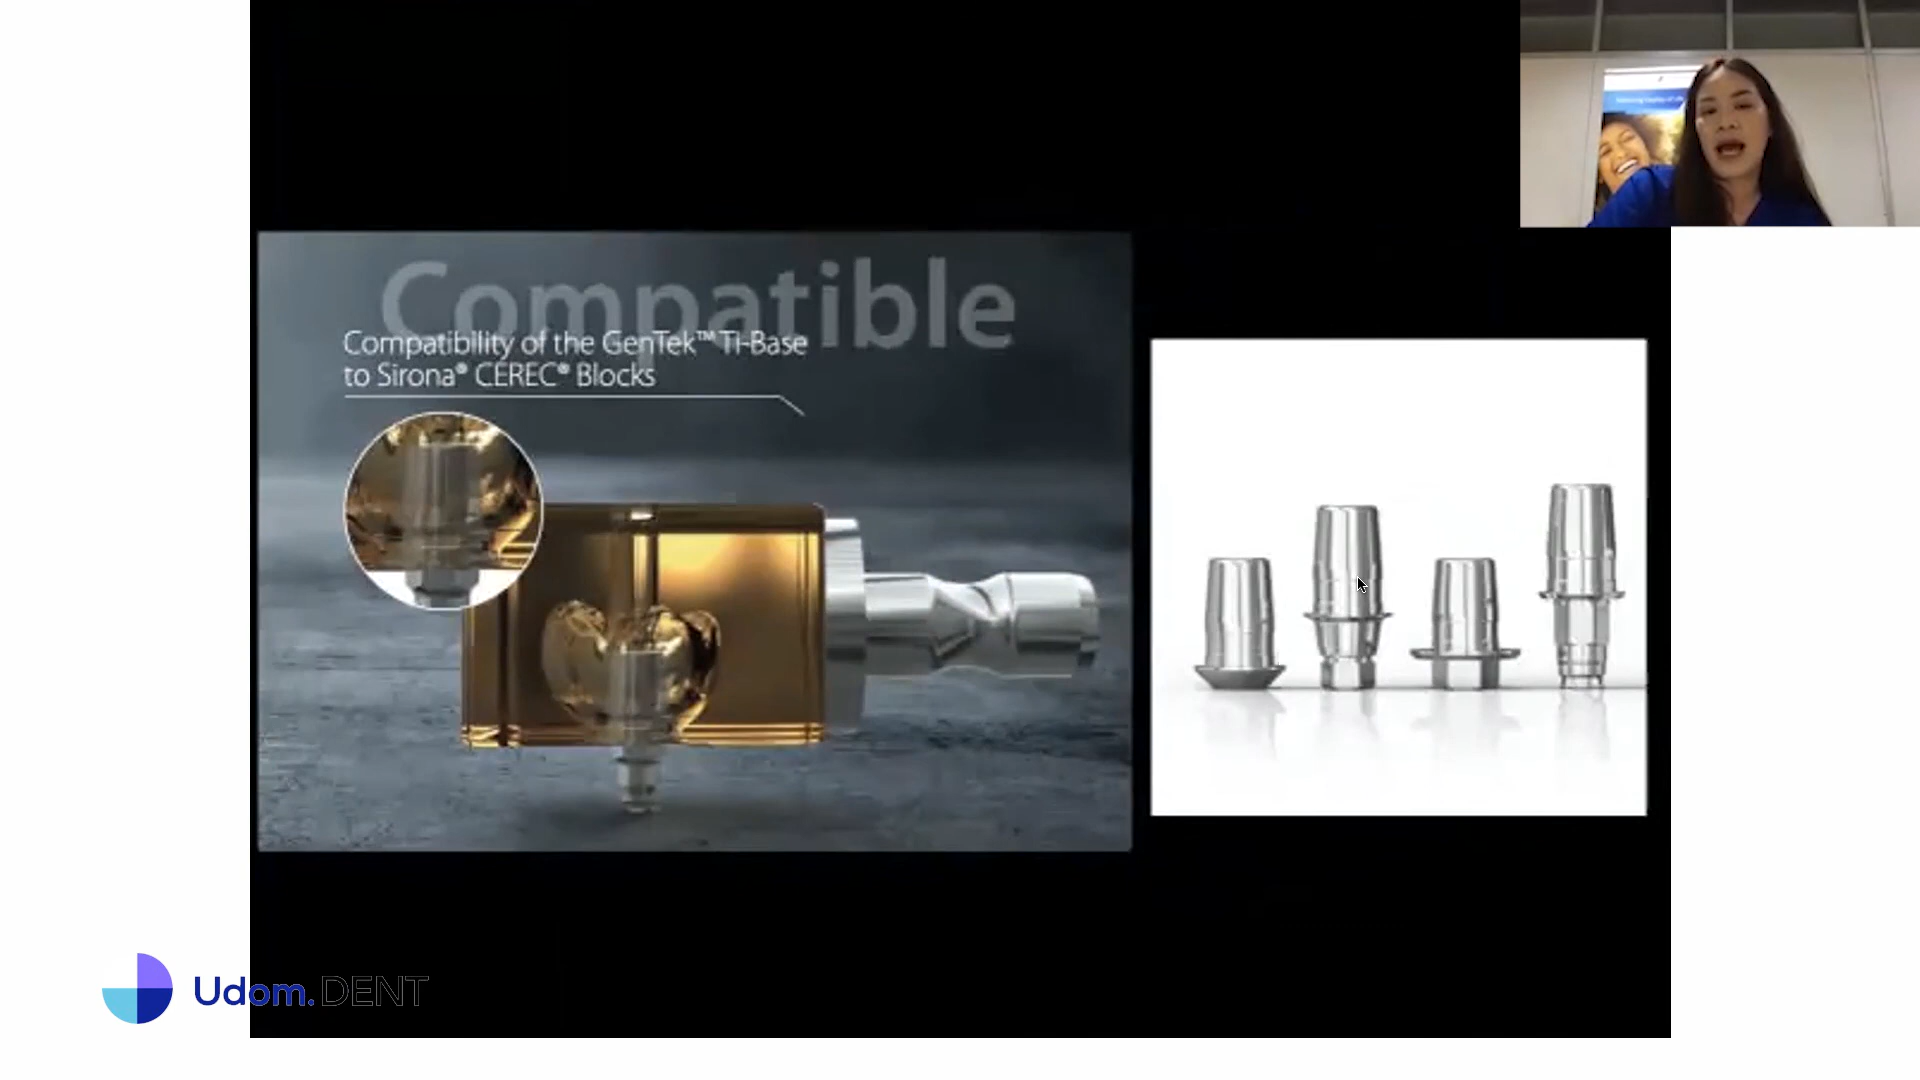 Compatible
Compatibility of the GenTek™ Ti-Base
to Sirona® CEREC® Blocks
Udom.DENT